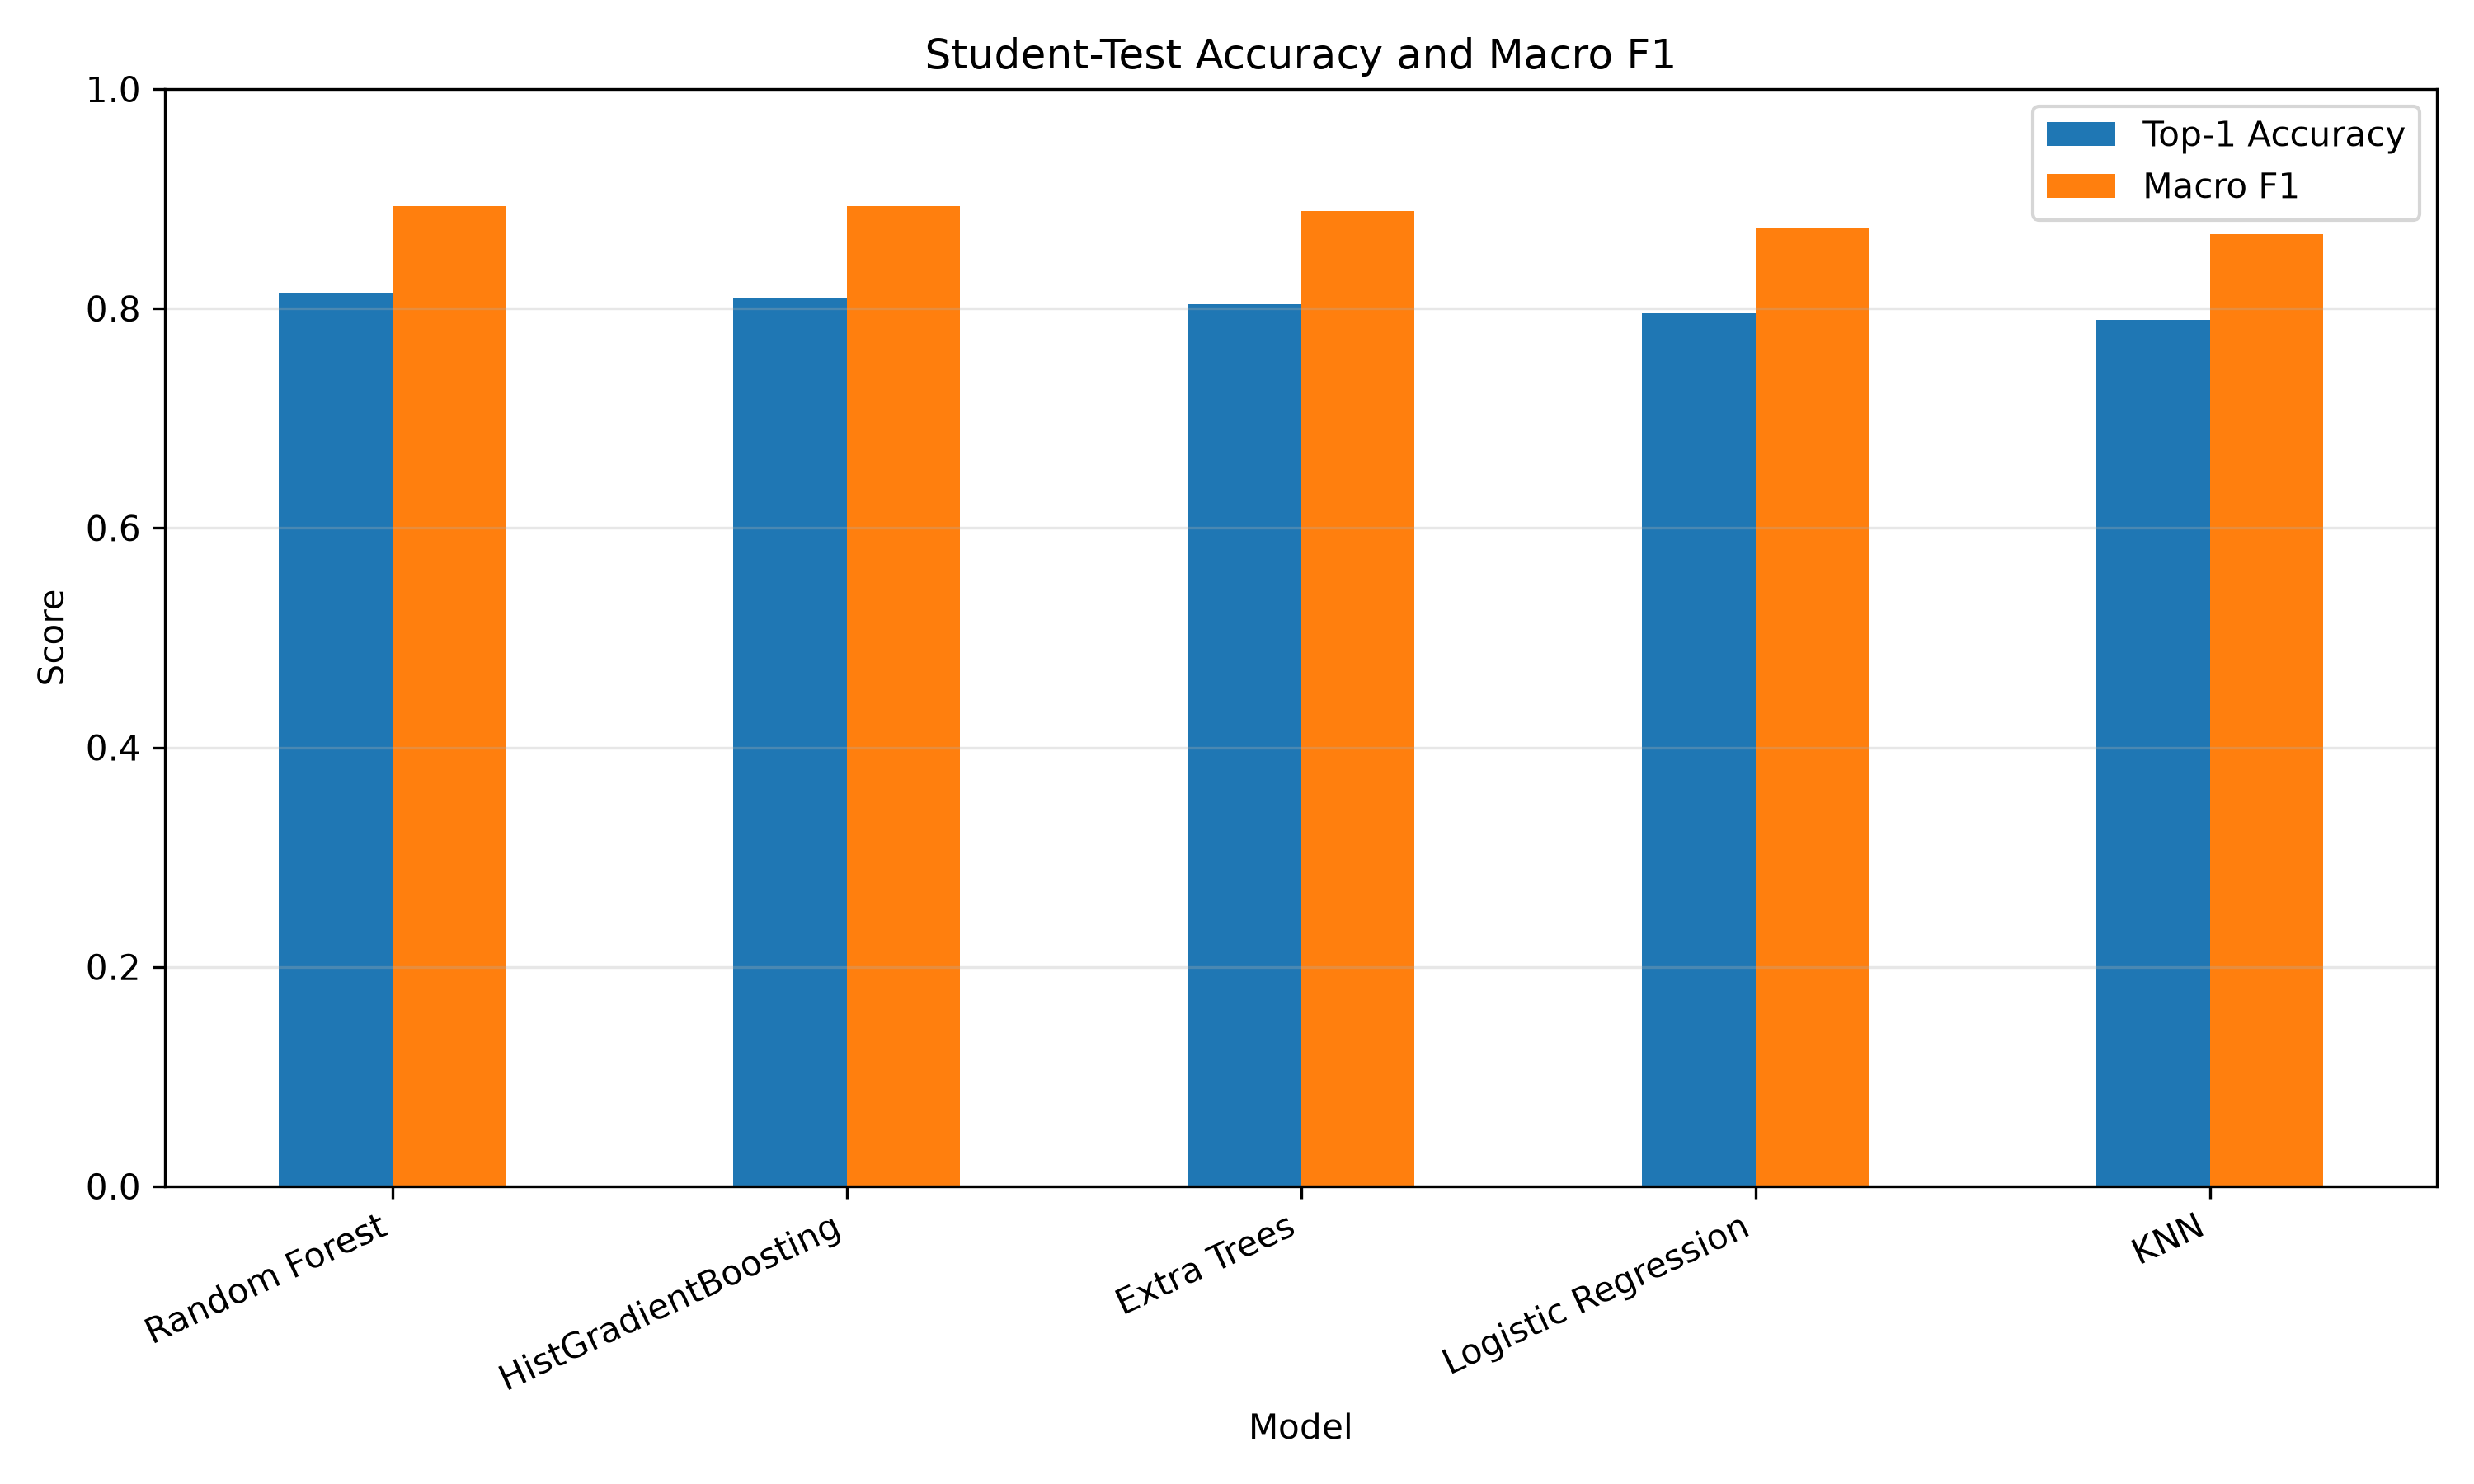 Student-Test Accuracy and Macro F1
1.0
0.8
0.6
0.4
0.2
0.0
Score
Top-1 Accuracy
Macro F1
Random Forest
HistGradientBoosting
Extra Trees
Logistic Regression
KNN
Model